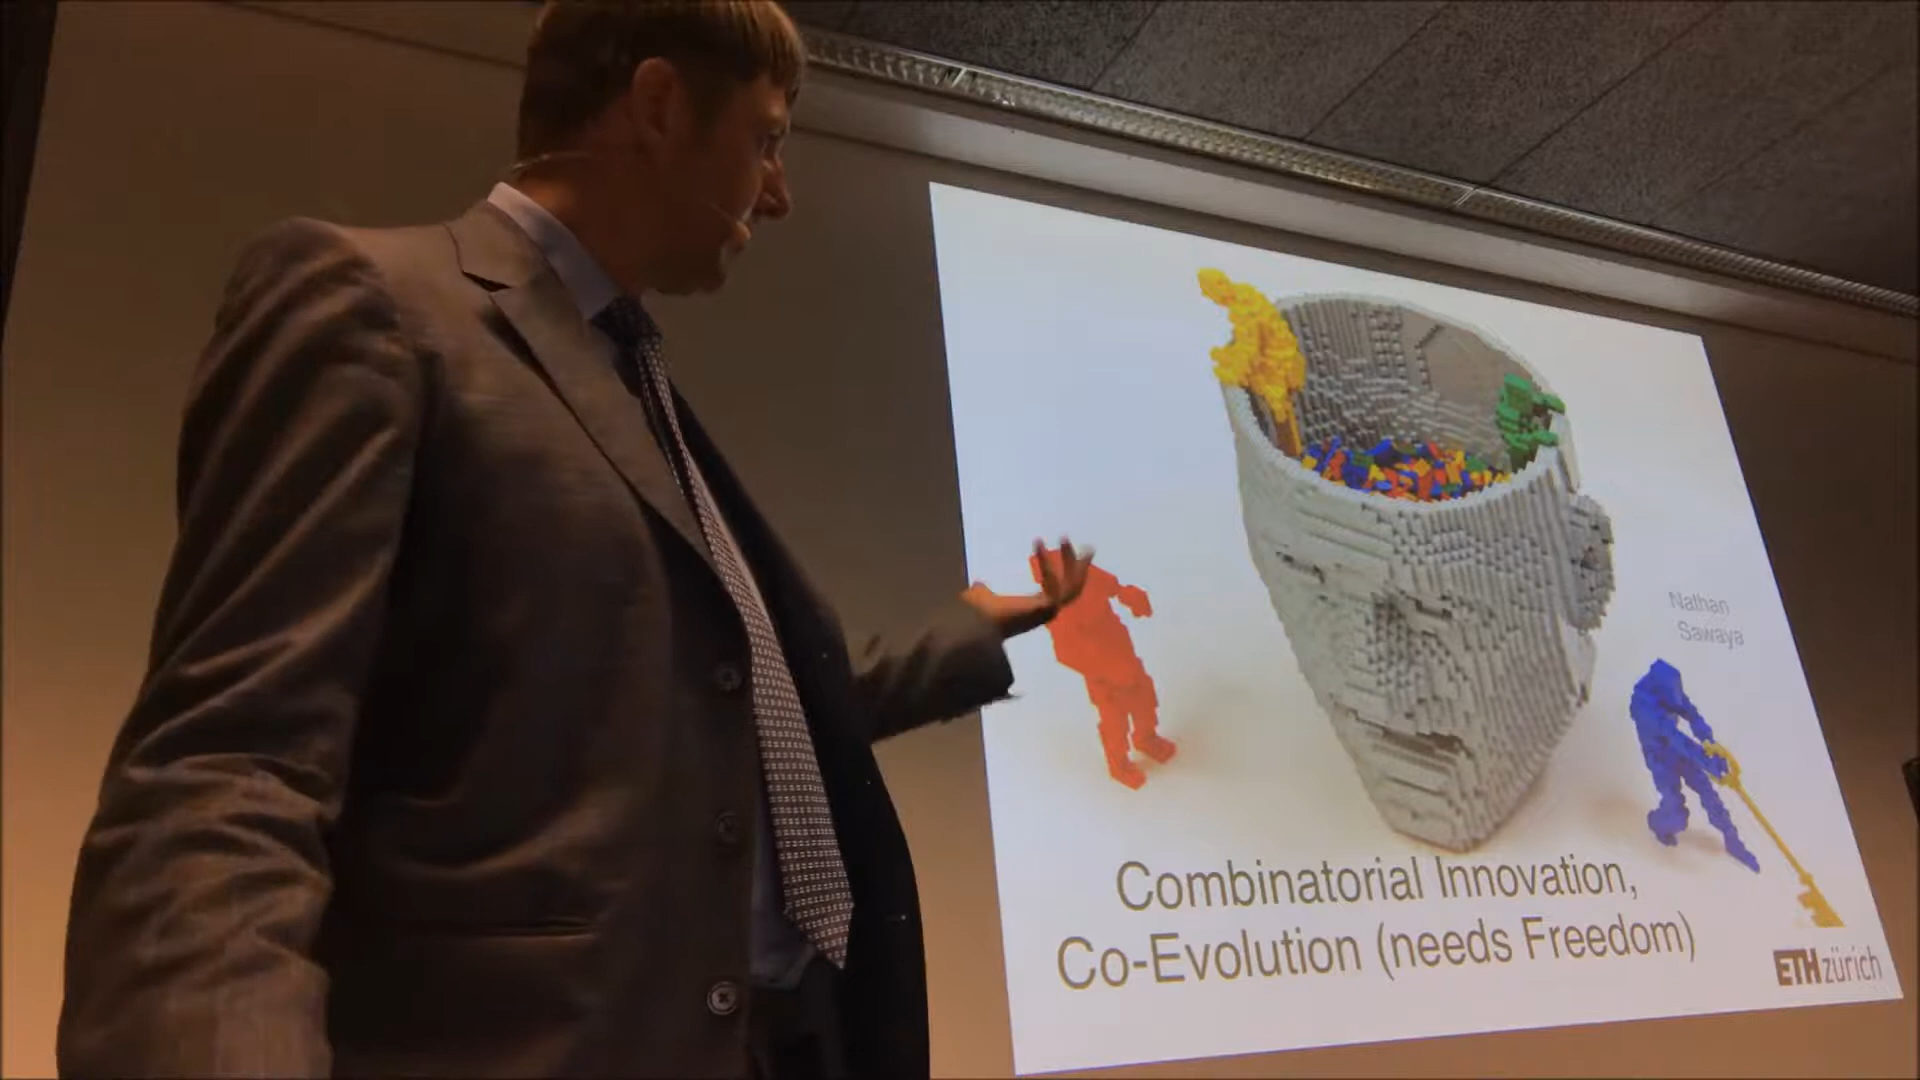 Nathan
Sawaya
Combinatorial Innovation,
Co-Evolution (needs Freedom)
ETHzürich